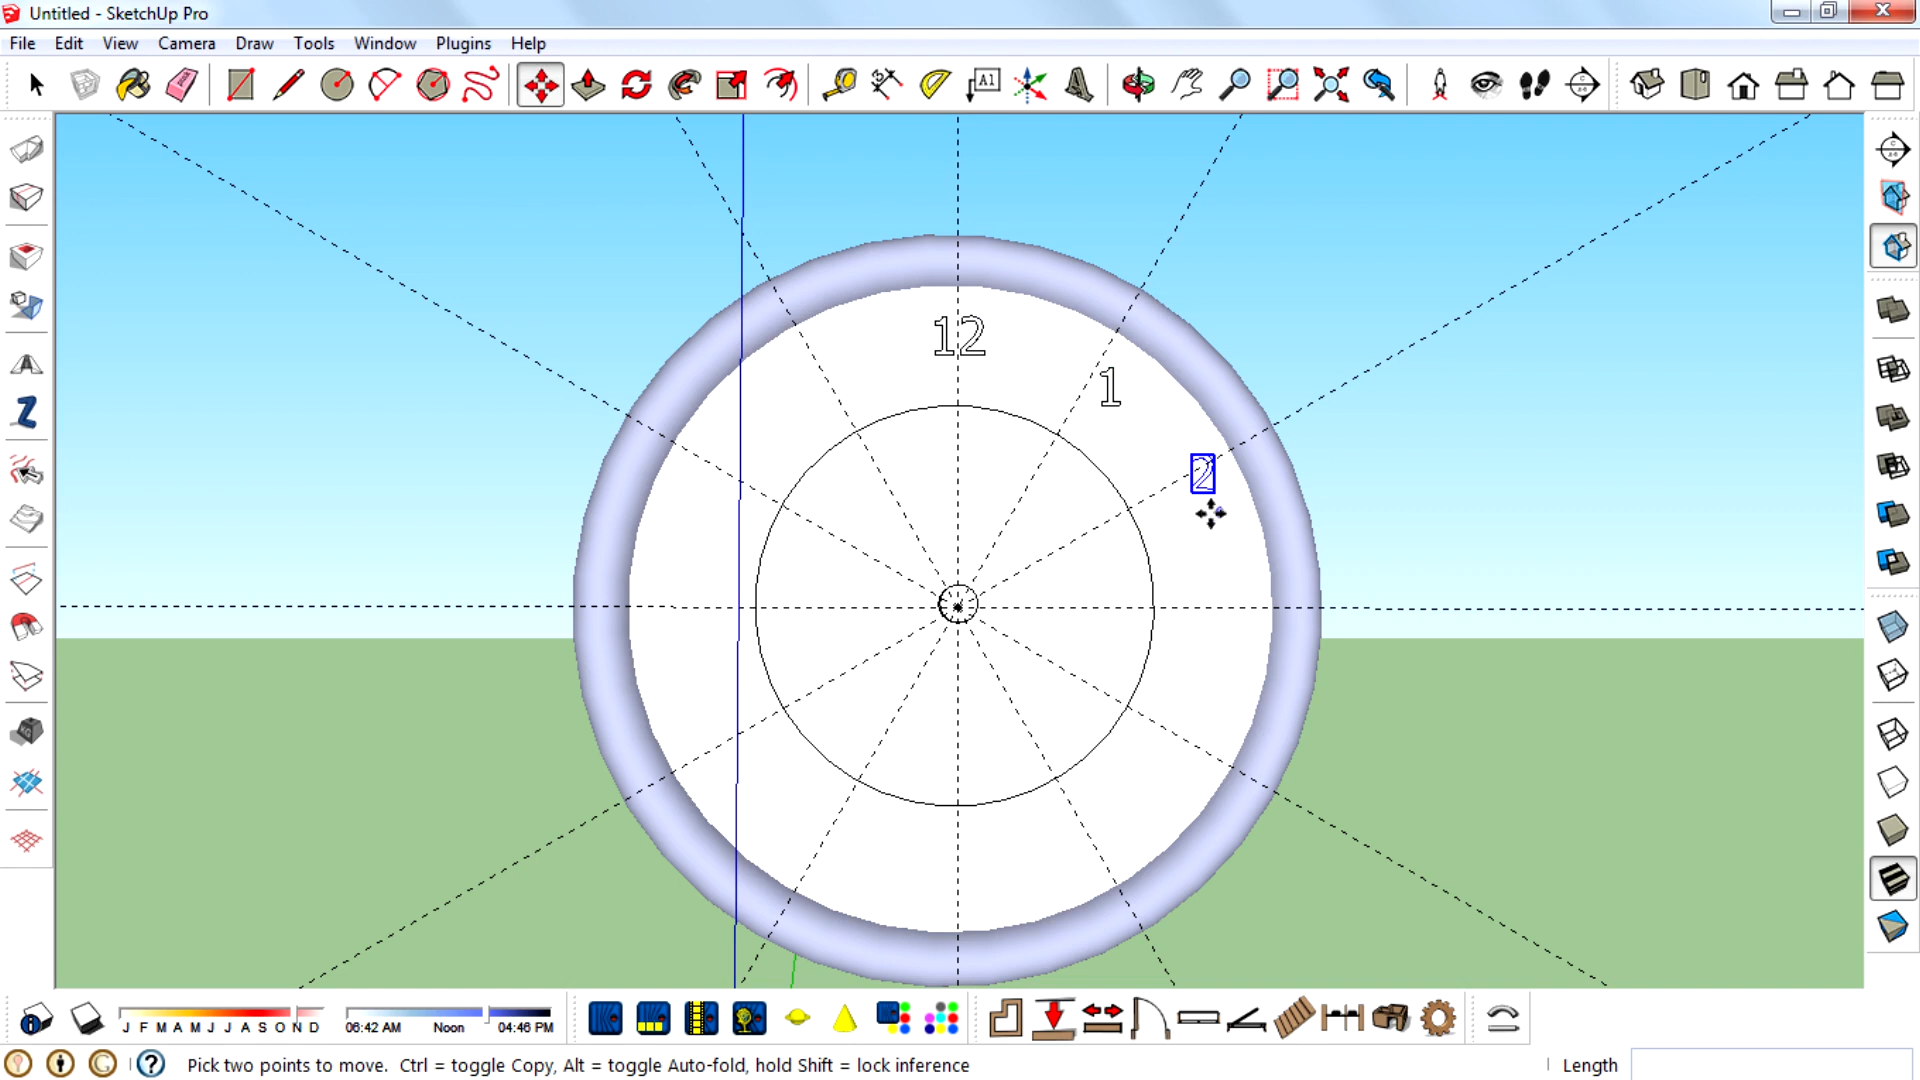 Untitled - SketchUp Pro
File Edit View Camera Draw Tools Window Plugins Help
A1
12
1
2
J F M A M J J A S O N D 06:42 AM Noon 04:46 PM
Pick two points to move. Ctrl = toggle Copy, Alt = toggle Auto-fold, hold Shift = lock inference Length